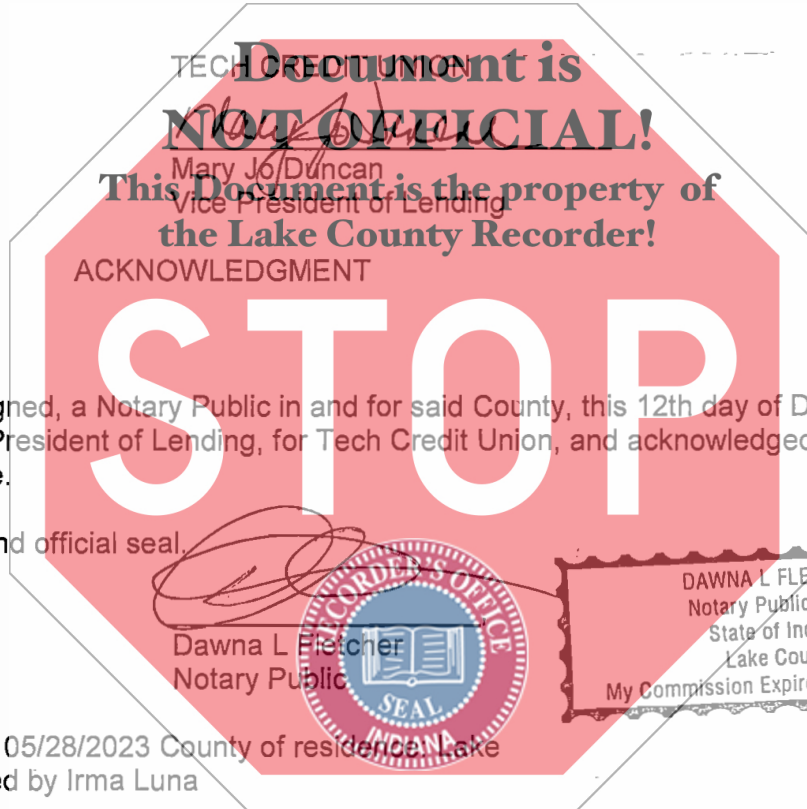 TECH CREDIT UNION
Document is
NOT OFFICIAL!
Mary Jo Duncan
This Document is the property of
Vice President of Lending
the Lake County Recorder!
ACKNOWLEDGMENT
STOP
gned, a Notary Public in and for said County, this 12th day of D
President of Lending, for Tech Credit Union, and acknowledged
e.
nd official seal.
RECORDER'S OFFICE
SEAL
INDIANA
DAWNA L FLE
Notary Public
State of Ind
Lake Cou
My Commission Expire
Dawna L Fletcher
Notary Public
05/28/2023 County of residence: Lake
ed by Irma Luna